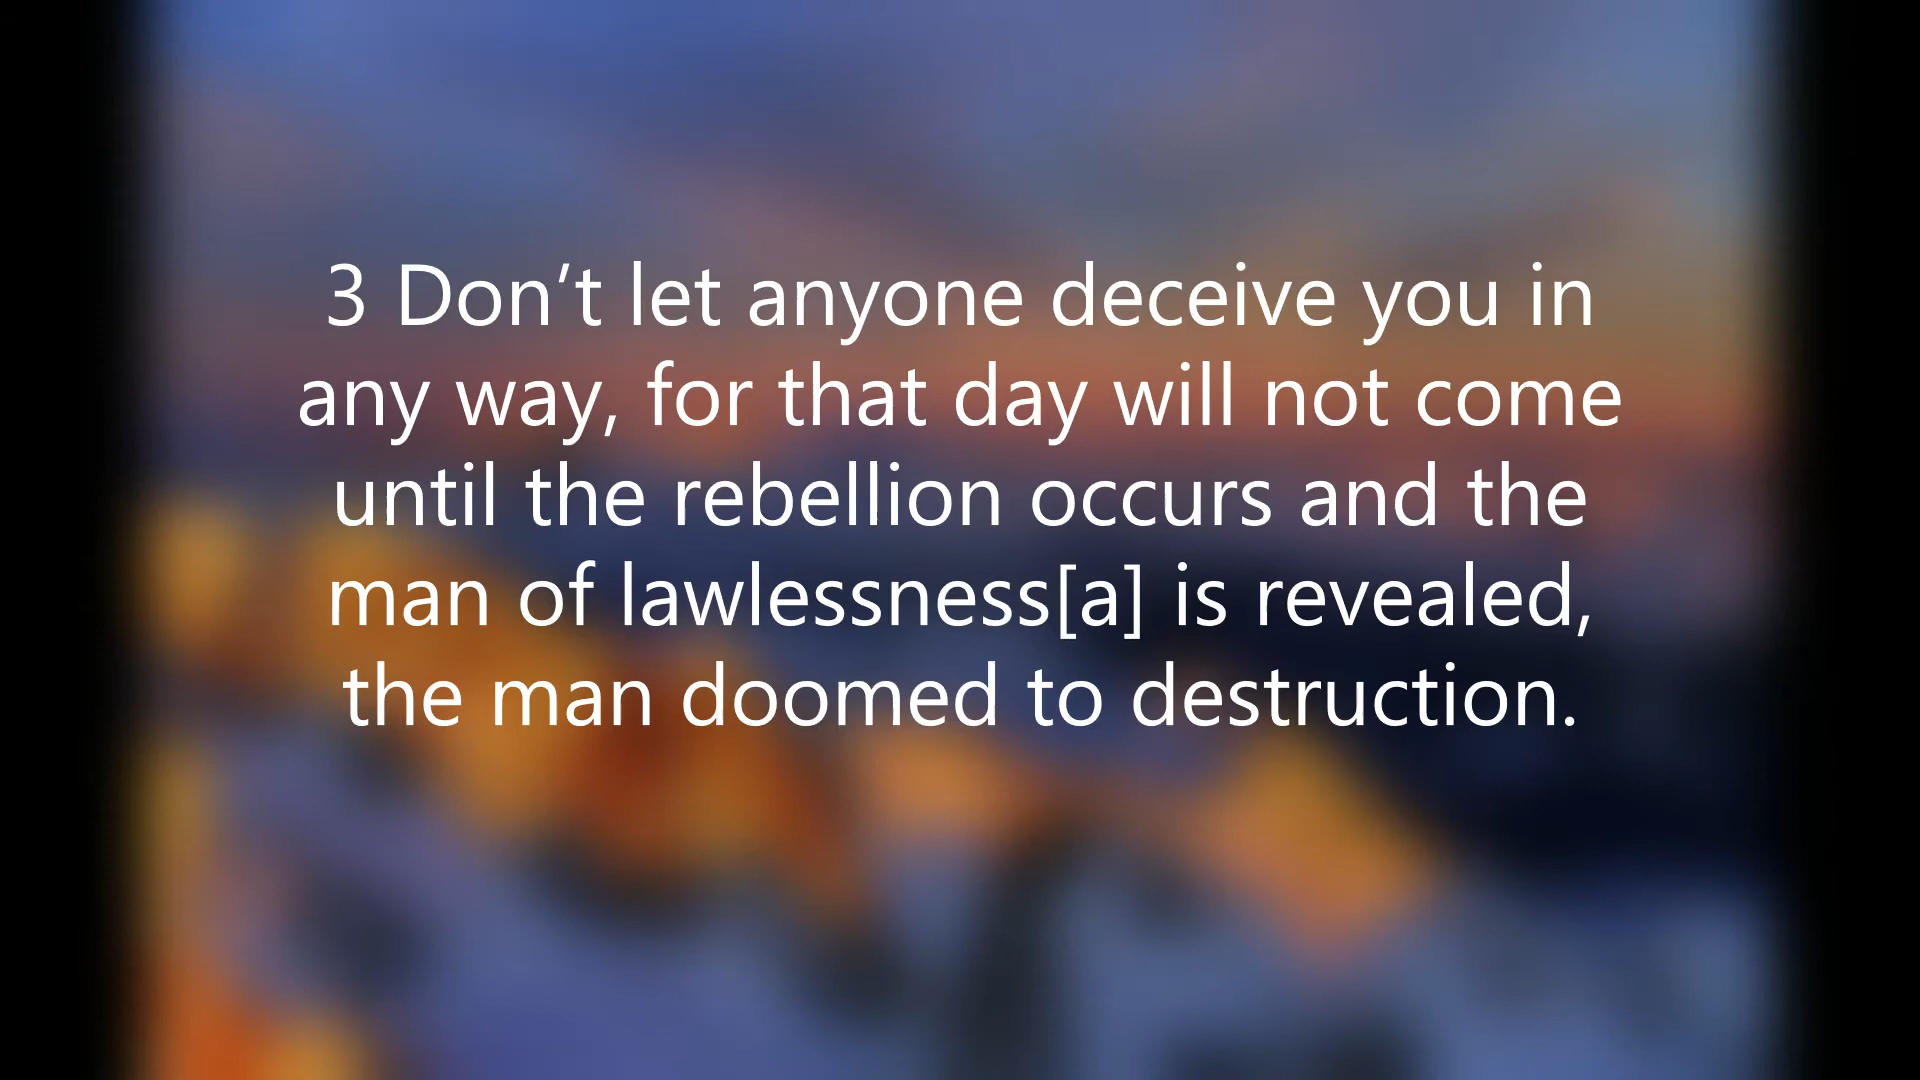 3 Don’t let anyone deceive you in
any way, for that day will not come
until the rebellion occurs and the
man of lawlessness[a] is revealed,
the man doomed to destruction.